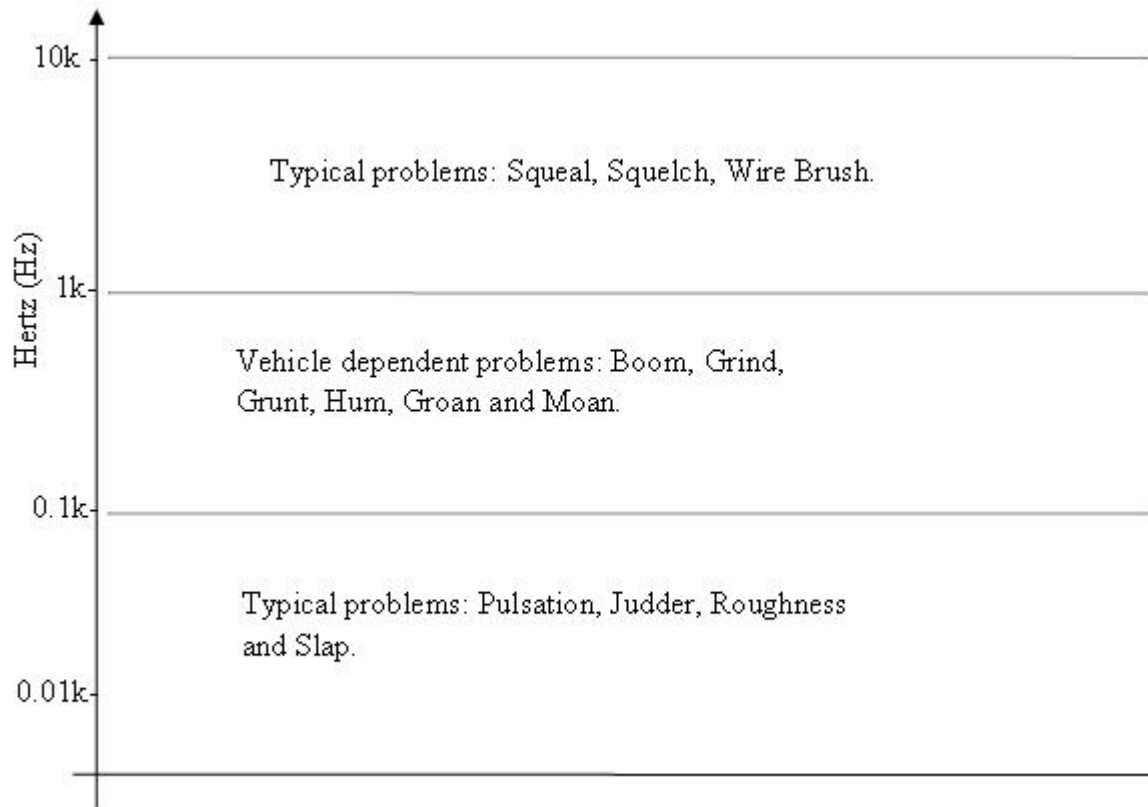 10k
Typical problems: Squeal, Squelch, Wire Brush.
Hertz (Hz)
1k
Vehicle dependent problems: Boom, Grind,
Grunt, Hum, Groan and Moan.
0.1k
Typical problems: Pulsation, Judder, Roughness
and Slap.
0.01k